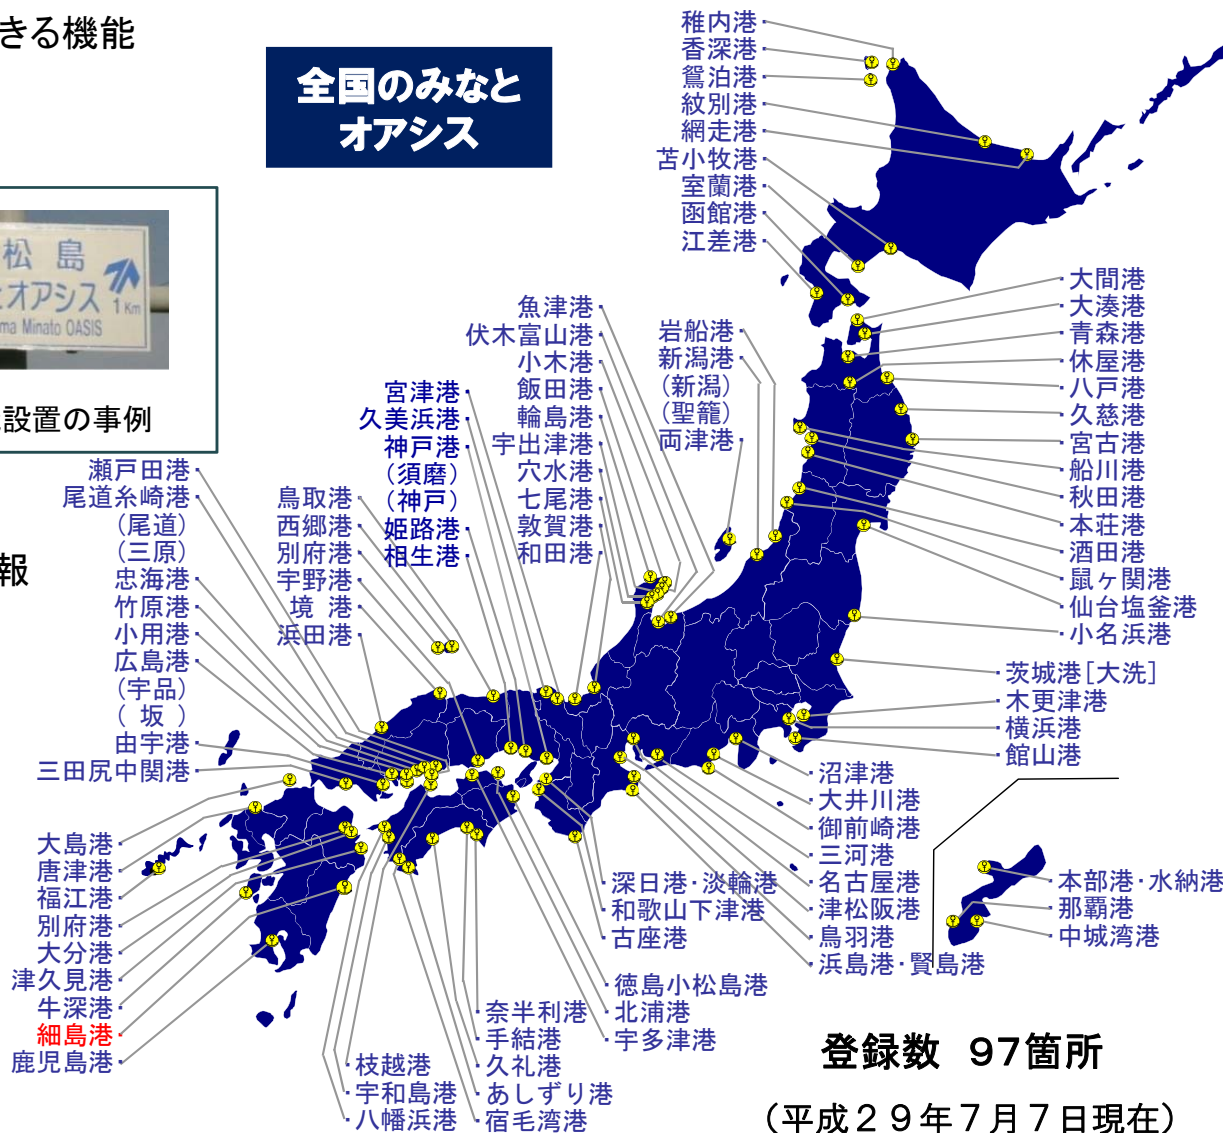 きる機能
全国のみなと
オアシス
松島
オアシス
1Km
ma Minato OASIS
設置の事例
報
稚内港
香深港
鴛泊港
紋別港
網走港
苫小牧港
室蘭港
函館港
江差港
大間港
大湊港
青森港
休屋港
八戸港
久慈港
宮古港
船川港
秋田港
本荘港
酒田港
鼠ヶ関港
仙台塩釜港
小名浜港
茨城港[大洗]
木更津港
横浜港
館山港
岩船港
新潟港
(新潟)
(聖籠)
両津港
魚津港
伏木富山港
小木港
飯田港
輪島港
宇出津港
穴水港
七尾港
敦賀港
和田港
宮津港
久美浜港
神戸港
(須磨)
(神戸)
姫路港
相生港
鳥取港
西郷港
別府港
宇野港
境 港
浜田港
瀬戸田港
尾道糸崎港
(尾道)
(三原)
忠海港
竹原港
小用港
広島港
(宇品)
( 坂 )
由宇港
三田尻中関港
大島港
唐津港
福江港
別府港
大分港
津久見港
牛深港
細島港
鹿児島港
枝越港
宇和島港
八幡浜港
奈半利港
手結港
久礼港
あしずり港
宿毛湾港
徳島小松島港
北浦港
宇多津港
深日港・淡輪港
和歌山下津港
古座港
沼津港
大井川港
御前崎港
三河港
名古屋港
津松阪港
鳥羽港
浜島港・賢島港
本部港・水納港
那覇港
中城湾港
登録数 97箇所
(平成29年7月7日現在)